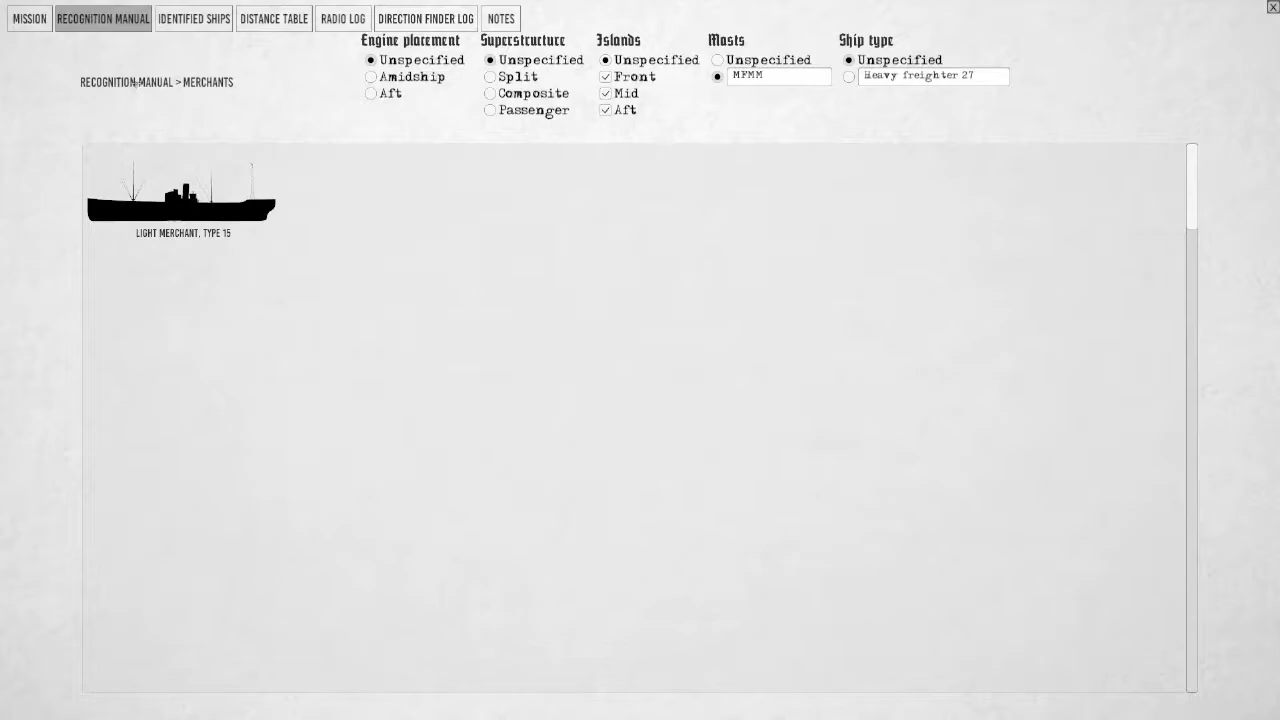 MISSION RECOGNITION MANUAL IDENTIFIED SHIPS DISTANCE TABLE RADIO LOG DIRECTION FINDER LOG NOTES X
Engine placement Superstructure Islands Masts Ship type
Unspecified Unspecified Unspecified Unspecified Unspecified
Amidship Split Front MFMM Heavy freighter 27
RECOGNITION MANUAL > MERCHANTS
Aft Composite Mid
Passenger Aft
LIGHT MERCHANT, TYPE 15